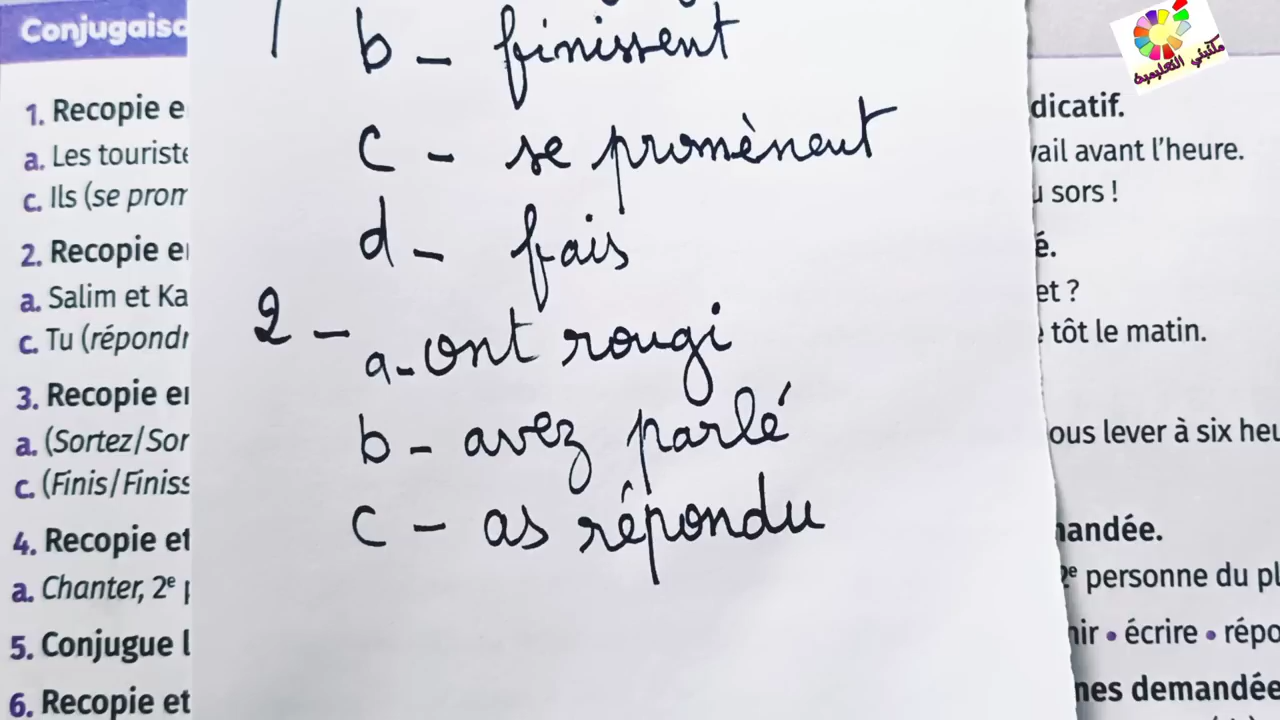 Conjugaiso
b - finissent
مكتبتي التعليمية
1. Recopie e
dicatif.
a. Les touriste
c - se promènent
vail avant l'heure.
c. Ils (se prom
u sors !
2. Recopie e
d - fais
é.
a. Salim et Ka
2 -
et ?
c. Tu (répond
a - ont rougi
tôt le matin.
3. Recopie e
a. (Sortez/Sor
b - avez parlé
ous lever à six heu
c. (Finis/Finiss
c - as répondu
4. Recopie et
andée.
a. Chanter, 2e
2e personne du pl
5. Conjugue l
nir • écrire • répo
6. Recopie et
nes demandée